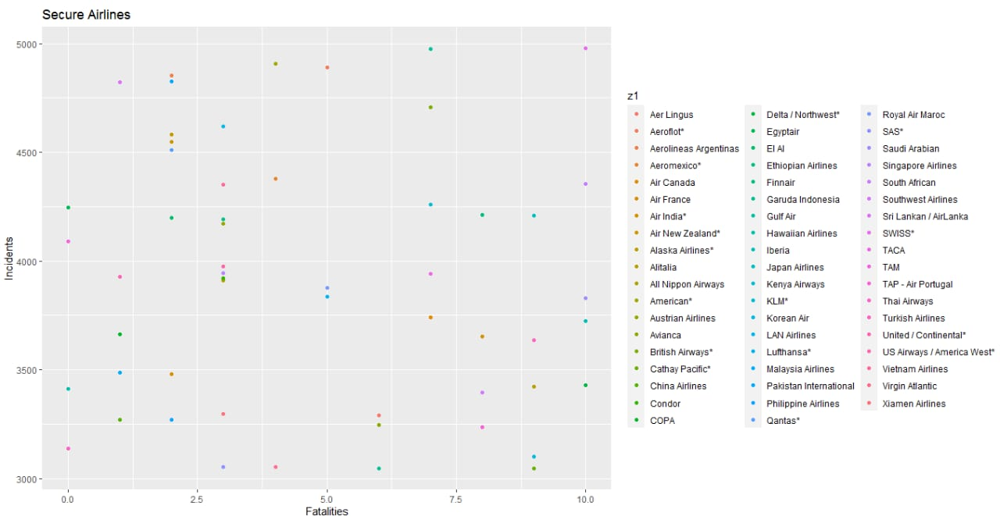 Secure Airlines
5000
4500
4000
3500
3000
Incidents
0.0
2.5
5.0
7.5
10.0
Fatalities
z1
Aer Lingus
Aeroflot*
Aerolineas Argentinas
Aeromexico*
Air Canada
Air France
Air India*
Air New Zealand*
Alaska Airlines*
Alitalia
All Nippon Airways
American*
Austrian Airlines
Avianca
British Airways*
Cathay Pacific*
China Airlines
Condor
COPA
Delta / Northwest*
Egyptair
El Al
Ethiopian Airlines
Finnair
Garuda Indonesia
Gulf Air
Hawaiian Airlines
Iberia
Japan Airlines
Kenya Airways
KLM*
Korean Air
LAN Airlines
Lufthansa*
Malaysia Airlines
Pakistan International
Philippine Airlines
Qantas*
Royal Air Maroc
SAS*
Saudi Arabian
Singapore Airlines
South African
Southwest Airlines
Sri Lankan / AirLanka
SWISS*
TACA
TAM
TAP - Air Portugal
Thai Airways
Turkish Airlines
United / Continental*
US Airways / America West*
Vietnam Airlines
Virgin Atlantic
Xiamen Airlines